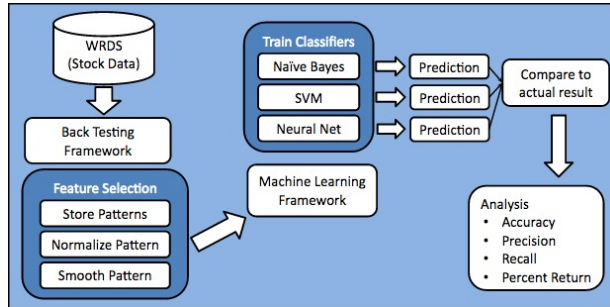 WRDS
(Stock Data)
Back Testing
Framework
Feature Selection
Store Patterns
Normalize Pattern
Smooth Pattern
Machine Learning
Framework
Train Classifiers
Naïve Bayes
SVM
Neural Net
Prediction
Prediction
Prediction
Compare to
actual result
Analysis
• Accuracy
• Precision
• Recall
• Percent Return